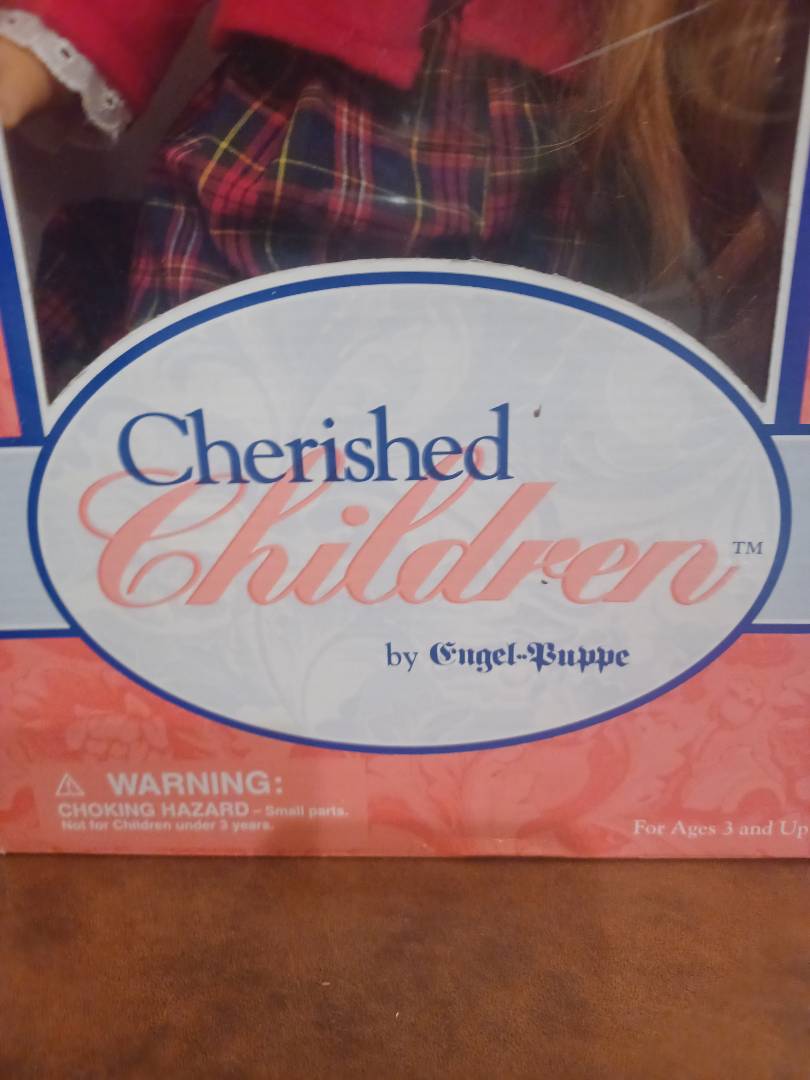 Cherished
Children™
by Engel-Puppe
⚠ WARNING:
CHOKING HAZARD – Small parts.
Not for Children under 3 years.
For Ages 3 and Up